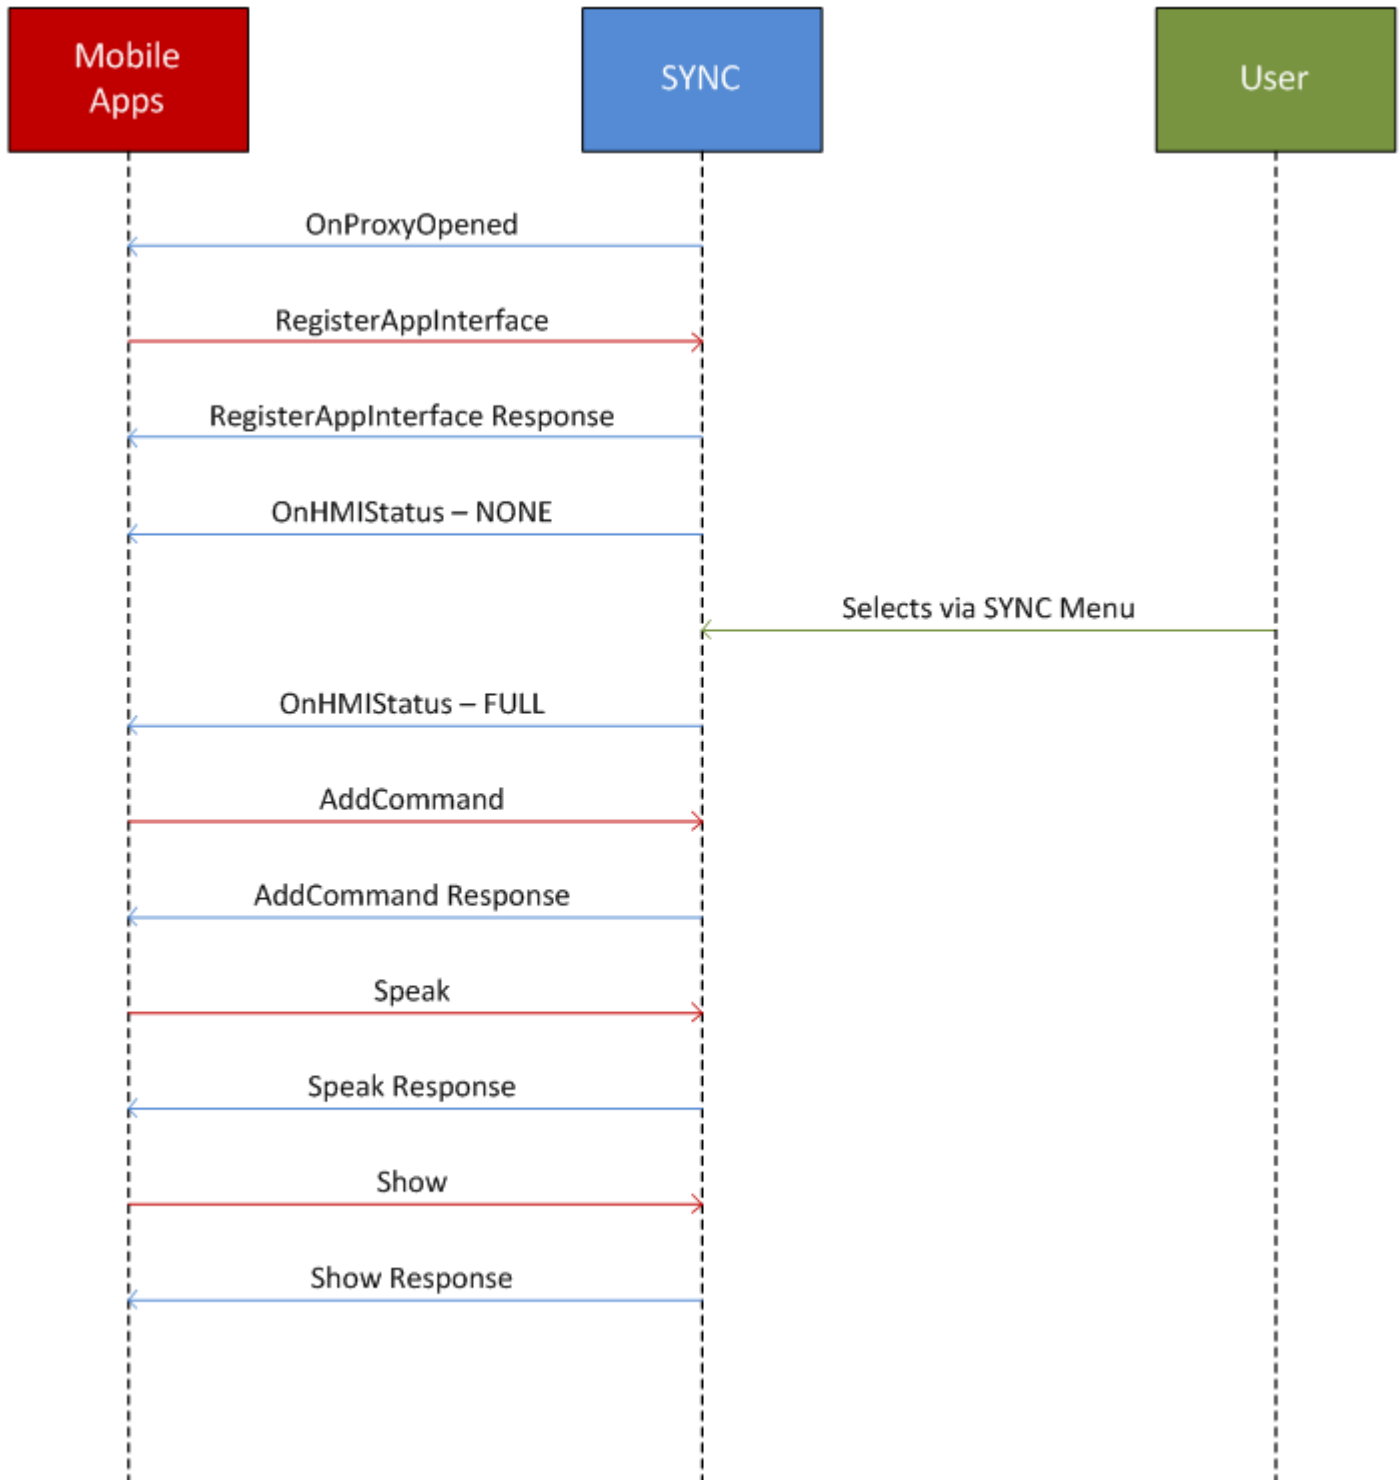 Mobile
Apps
SYNC
User
OnProxyOpened
RegisterAppInterface
RegisterAppInterface Response
OnHMIStatus – NONE
Selects via SYNC Menu
OnHMIStatus – FULL
AddCommand
AddCommand Response
Speak
Speak Response
Show
Show Response